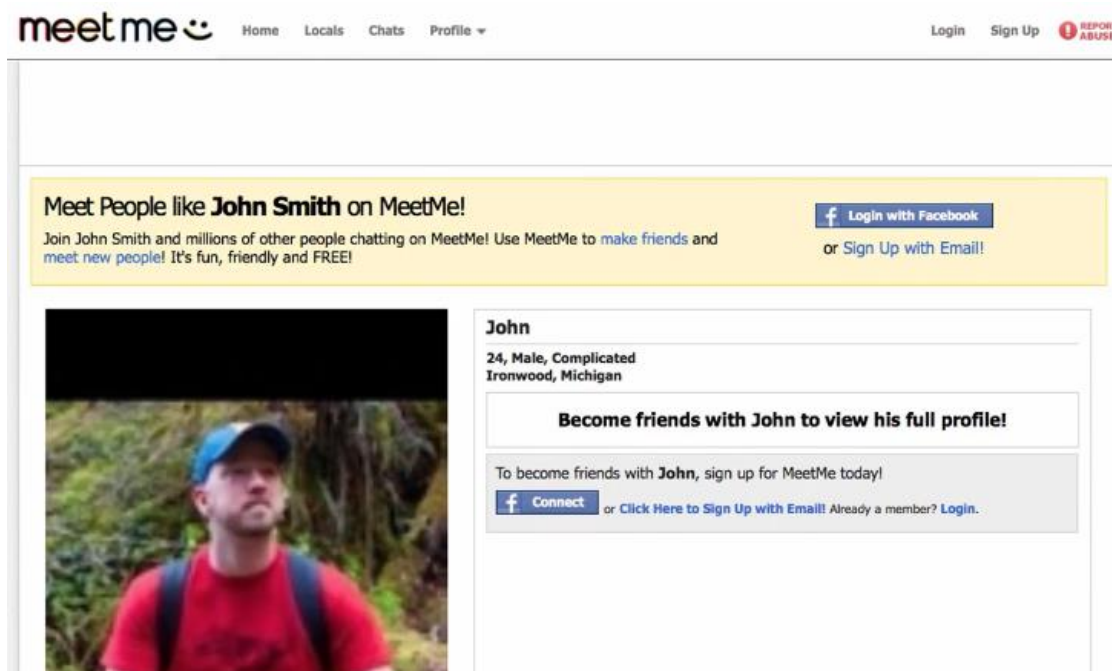 meetme
Home Locals Chats Profile
Login Sign Up
REPOR
ABUSE
Meet People like John Smith on MeetMe!
Join John Smith and millions of other people chatting on MeetMe! Use MeetMe to make friends and
meet new people! It's fun, friendly and FREE!
f Login with Facebook
or Sign Up with Email!
John
24, Male, Complicated
Ironwood, Michigan
Become friends with John to view his full profile!
To become friends with John, sign up for MeetMe today!
f Connect or Click Here to Sign Up with Email! Already a member? Login.